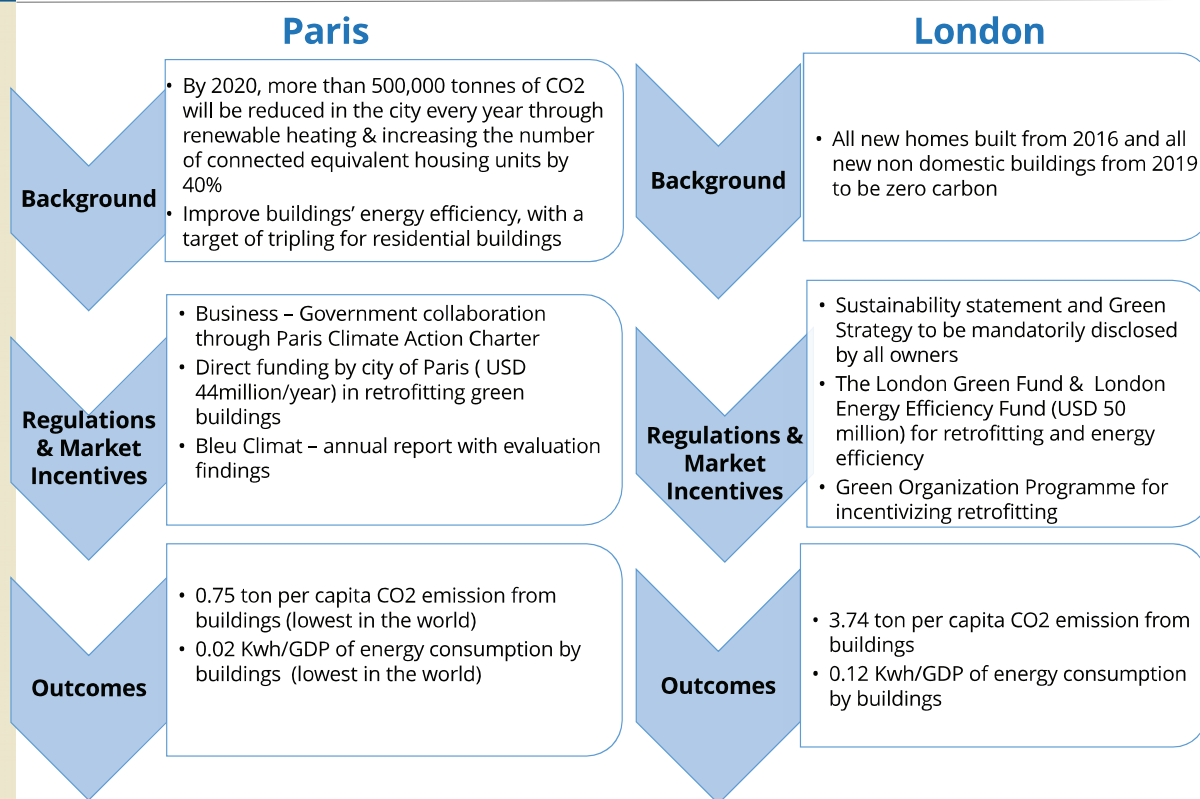 Paris
Background
• By 2020, more than 500,000 tonnes of CO2
will be reduced in the city every year through
renewable heating & increasing the number
of connected equivalent housing units by
40%
• Improve buildings’ energy efficiency, with a
target of tripling for residential buildings
Regulations
& Market
Incentives
• Business – Government collaboration
through Paris Climate Action Charter
• Direct funding by city of Paris ( USD
44million/year) in retrofitting green
buildings
• Bleu Climat – annual report with evaluation
findings
Outcomes
• 0.75 ton per capita CO2 emission from
buildings (lowest in the world)
• 0.02 Kwh/GDP of energy consumption by
buildings  (lowest in the world)
London
Background
• All new homes built from 2016 and all
new non domestic buildings from 2019
to be zero carbon
Regulations &
Market
Incentives
• Sustainability statement and Green
Strategy to be mandatorily disclosed
by all owners
• The London Green Fund &  London
Energy Efficiency Fund (USD 50
million) for retrofitting and energy
efficiency
• Green Organization Programme for
incentivizing retrofitting
Outcomes
• 3.74 ton per capita CO2 emission from
buildings
• 0.12 Kwh/GDP of energy consumption
by buildings